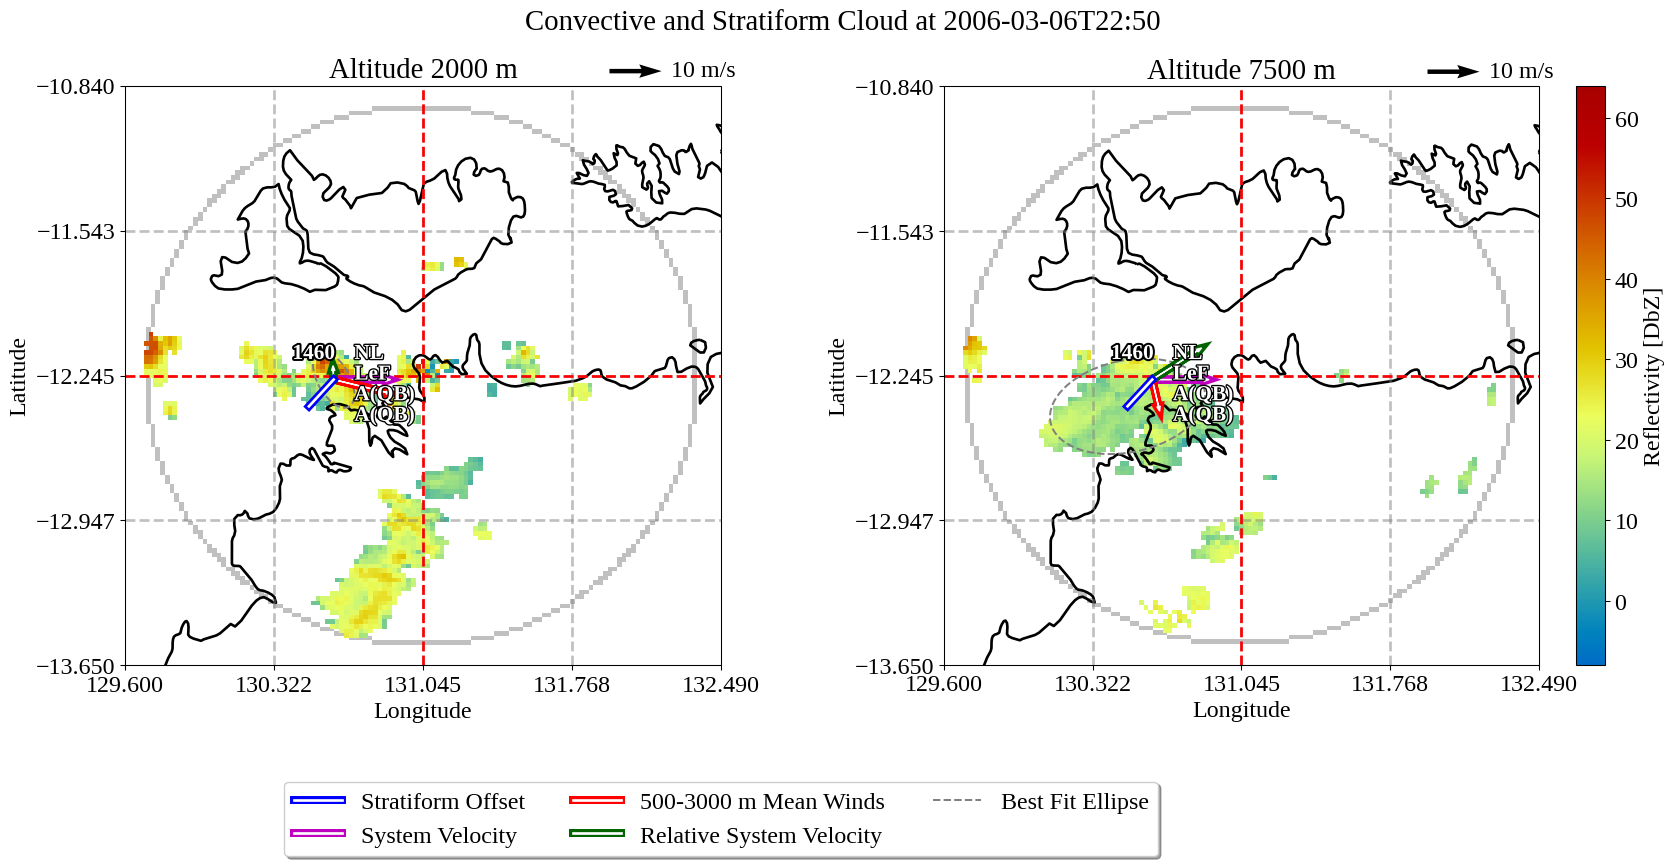 Convective and Stratiform Cloud at 2006-03-06T22:50
Altitude 2000 m
10 m/s
−10.840
−11.543
−12.245
−12.947
−13.650
129.600
130.322
131.045
131.768
132.490
Latitude
Longitude
1460
NL
LeF
A(QB)
A(QB)
Altitude 7500 m
10 m/s
−10.840
−11.543
−12.245
−12.947
−13.650
129.600
130.322
131.045
131.768
132.490
Latitude
Longitude
1460
NL
LeF
A(QB)
A(QB)
60
50
40
30
20
10
0
Reflectivity [DbZ]
Stratiform Offset
System Velocity
500-3000 m Mean Winds
Relative System Velocity
Best Fit Ellipse